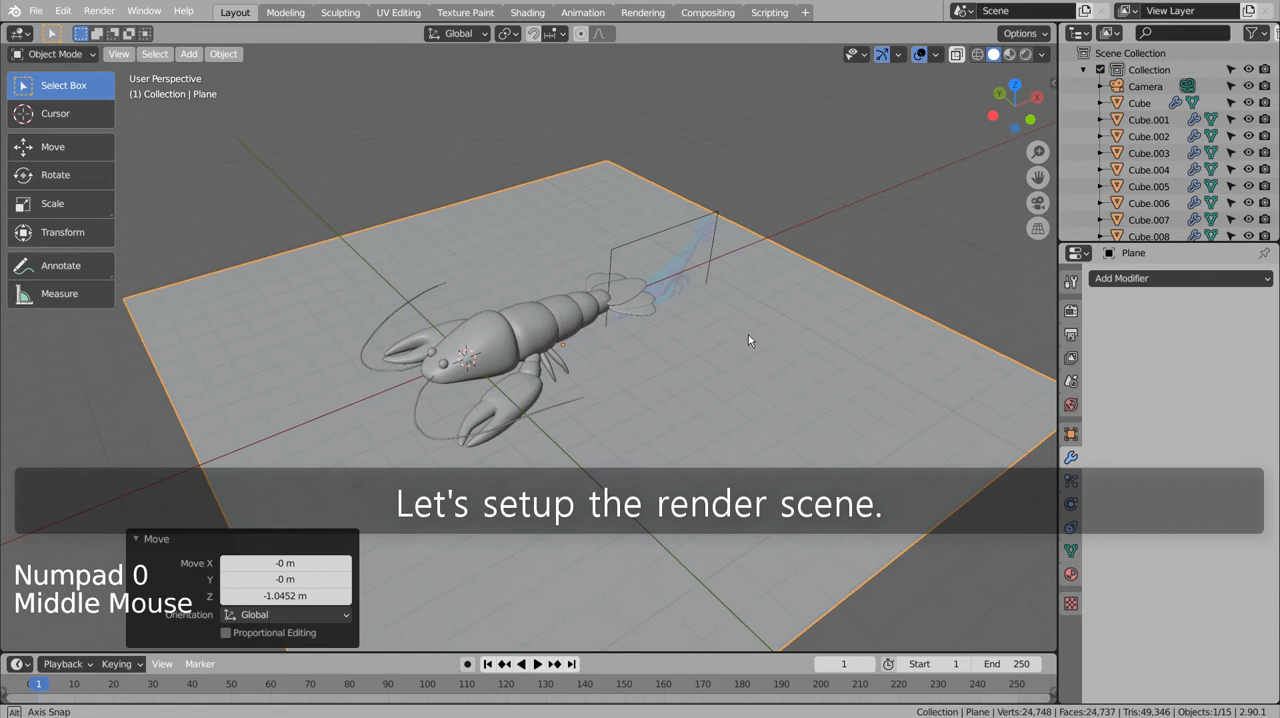 File Edit Render Window Help Layout Modeling Sculpting UV Editing Texture Paint Shading Animation Rendering Compositing Scripting + Scene View Layer
Global Options
Object Mode View Select Add Object
User Perspective
(1) Collection | Plane
Select Box
Cursor
Move
Rotate
Scale
Transform
Annotate
Measure
Z
X
Y
Scene Collection
Collection
Camera
Cube
Cube.001
Cube.002
Cube.003
Cube.004
Cube.005
Cube.006
Cube.007
Cube.008
Plane
Add Modifier
Let's setup the render scene.
Move
Move X -0 m
Y -0 m
Z -1.0452 m
Orientation Global
Proportional Editing
Numpad 0
Middle Mouse
Playback Keying View Marker 1 Start 1 End 250
1 10 20 30 40 50 60 70 80 90 100 110 120 130 140 150 160 170 180 190 200 210 220 230 240 250
Alt Axis Snap Collection | Plane | Verts:24,748 | Faces:24,737 | Tris:49,346 | Objects:1/15 | 2.90.1